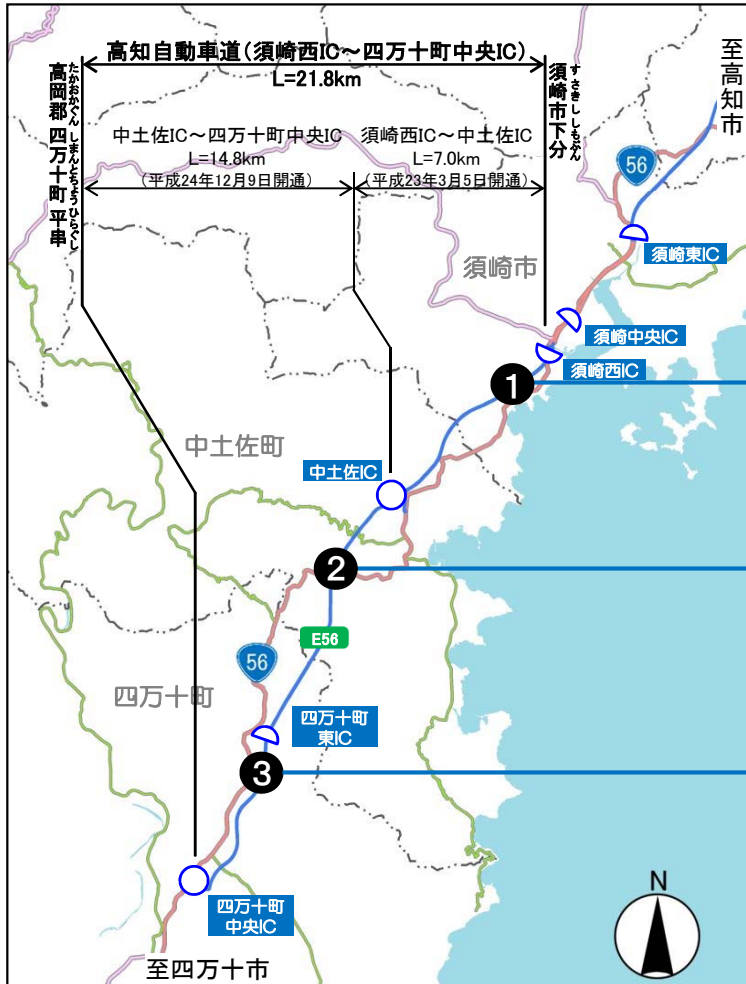 高知自動車道(須崎西IC～四万十町中央IC)
L=21.8km
中土佐IC～四万十町中央IC
L=14.8km
(平成24年12月9日開通)
須崎西IC～中土佐IC
L=7.0km
(平成23年3月5日開通)
たかおかぐん しまんとちょう ひらぐし
高岡郡 四万十町 平串
すさきし しもぶん
須崎市下分
至高知市
56
須崎東IC
須崎市
須崎中央IC
須崎西IC
1
中土佐町
中土佐IC
2
E56
56
四万十町
四万十町
東IC
3
四万十町
中央IC
至四万十市
N